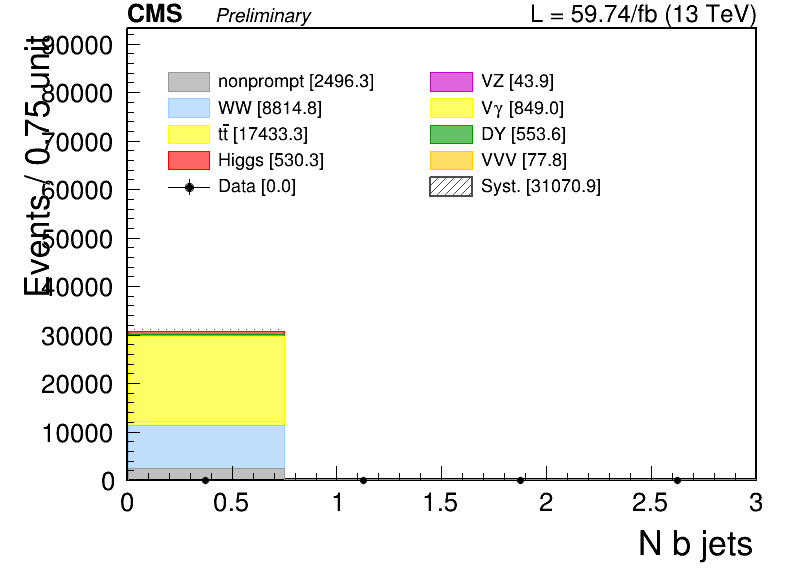 CMS Preliminary L = 59.74/fb (13 TeV)
Events / 0.75 unit
90000
80000
70000
60000
50000
40000
30000
20000
10000
0
nonprompt [2496.3] VZ [43.9]
WW [8814.8] Vγ [849.0]
tt̄ [17433.3] DY [553.6]
Higgs [530.3] VVV [77.8]
Data [0.0] Syst. [31070.9]
0 0.5 1 1.5 2 2.5 3
N b jets